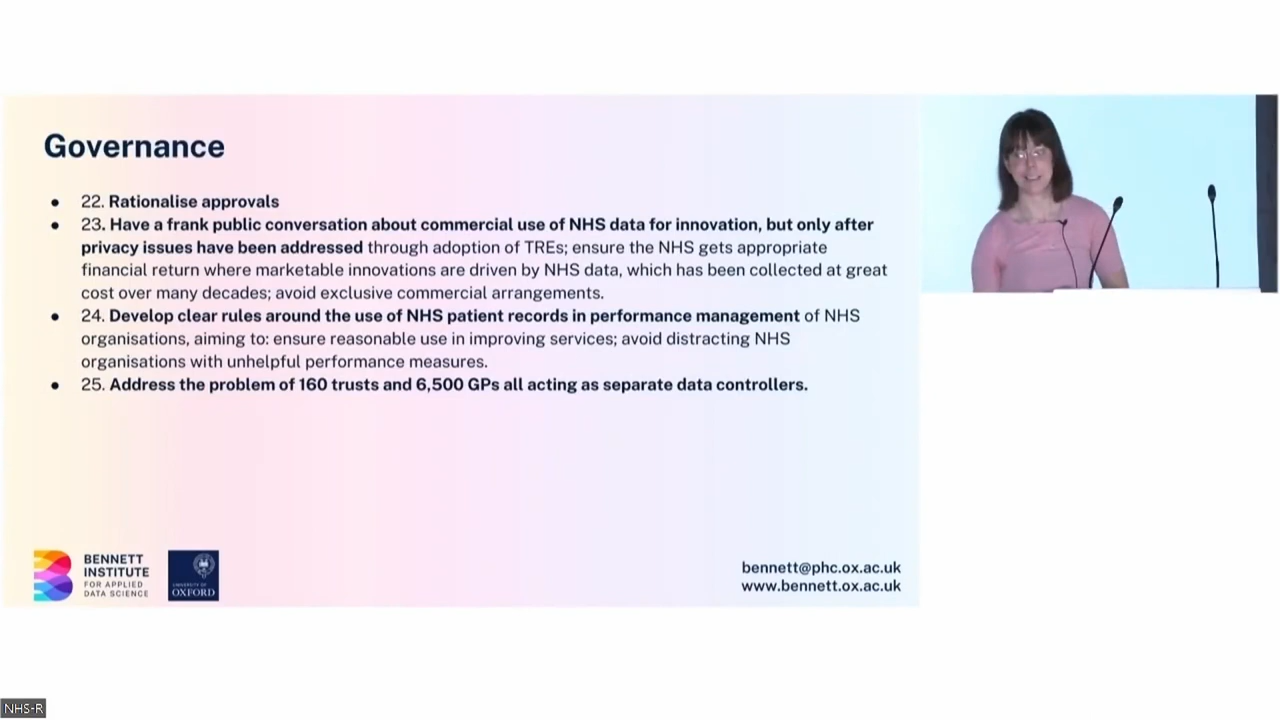 Governance
● 22. Rationalise approvals
● 23. Have a frank public conversation about commercial use of NHS data for innovation, but only after
privacy issues have been addressed through adoption of TREs; ensure the NHS gets appropriate
financial return where marketable innovations are driven by NHS data, which has been collected at great
cost over many decades; avoid exclusive commercial arrangements.
● 24. Develop clear rules around the use of NHS patient records in performance management of NHS
organisations, aiming to: ensure reasonable use in improving services; avoid distracting NHS
organisations with unhelpful performance measures.
● 25. Address the problem of 160 trusts and 6,500 GPs all acting as separate data controllers.
BENNETT
INSTITUTE
FOR APPLIED
DATA SCIENCE
UNIVERSITY OF
OXFORD
bennett@phc.ox.ac.uk
www.bennett.ox.ac.uk
NHS-R